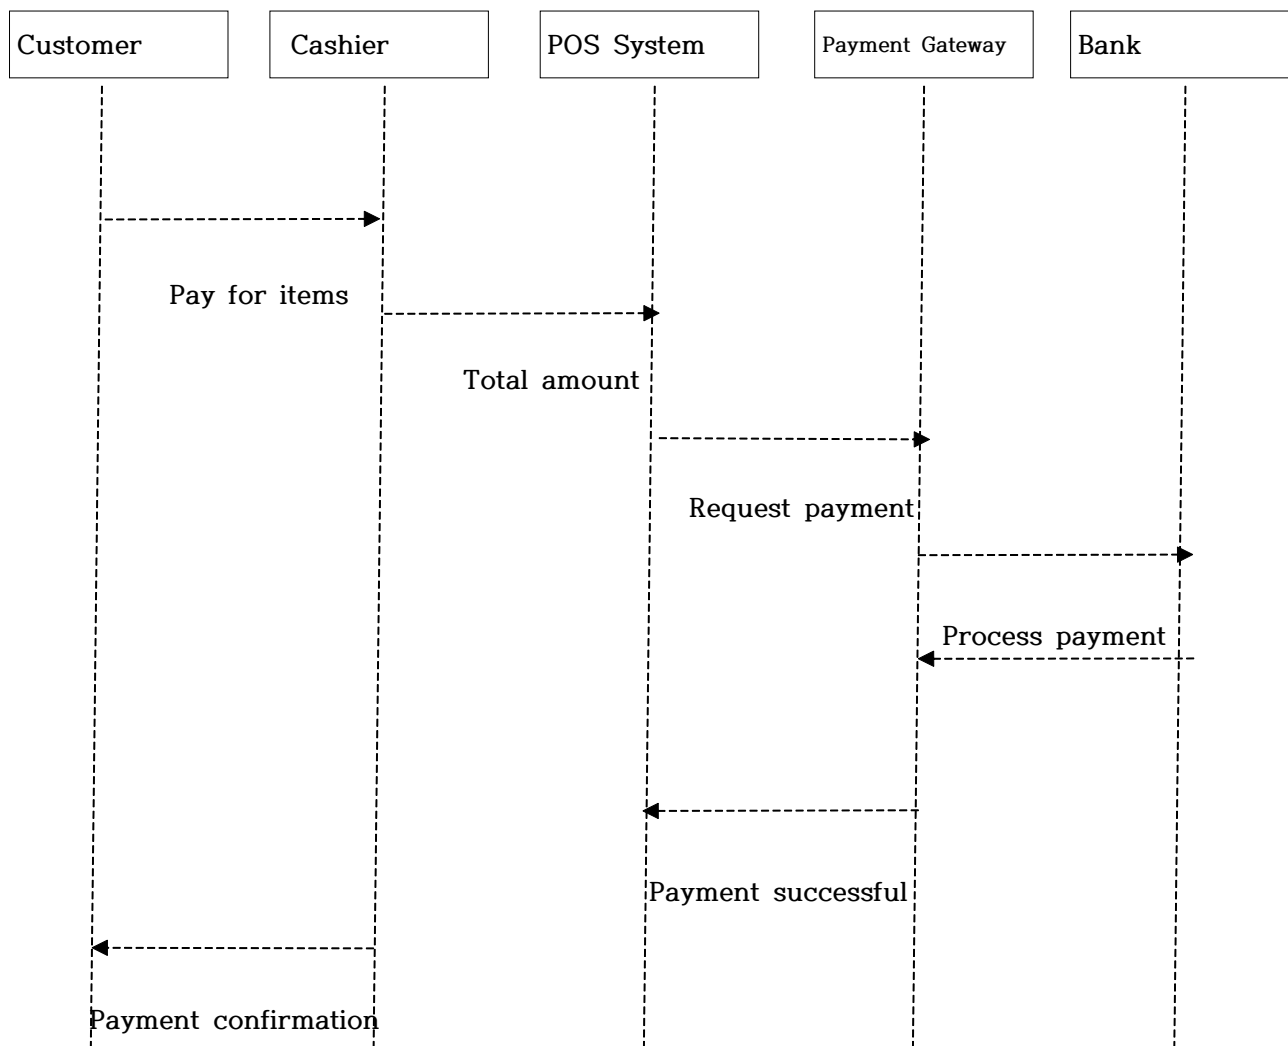 Customer
Cashier
POS System
Payment Gateway
Bank
Pay for items
Total amount
Request payment
Process payment
Payment successful
Payment confirmation